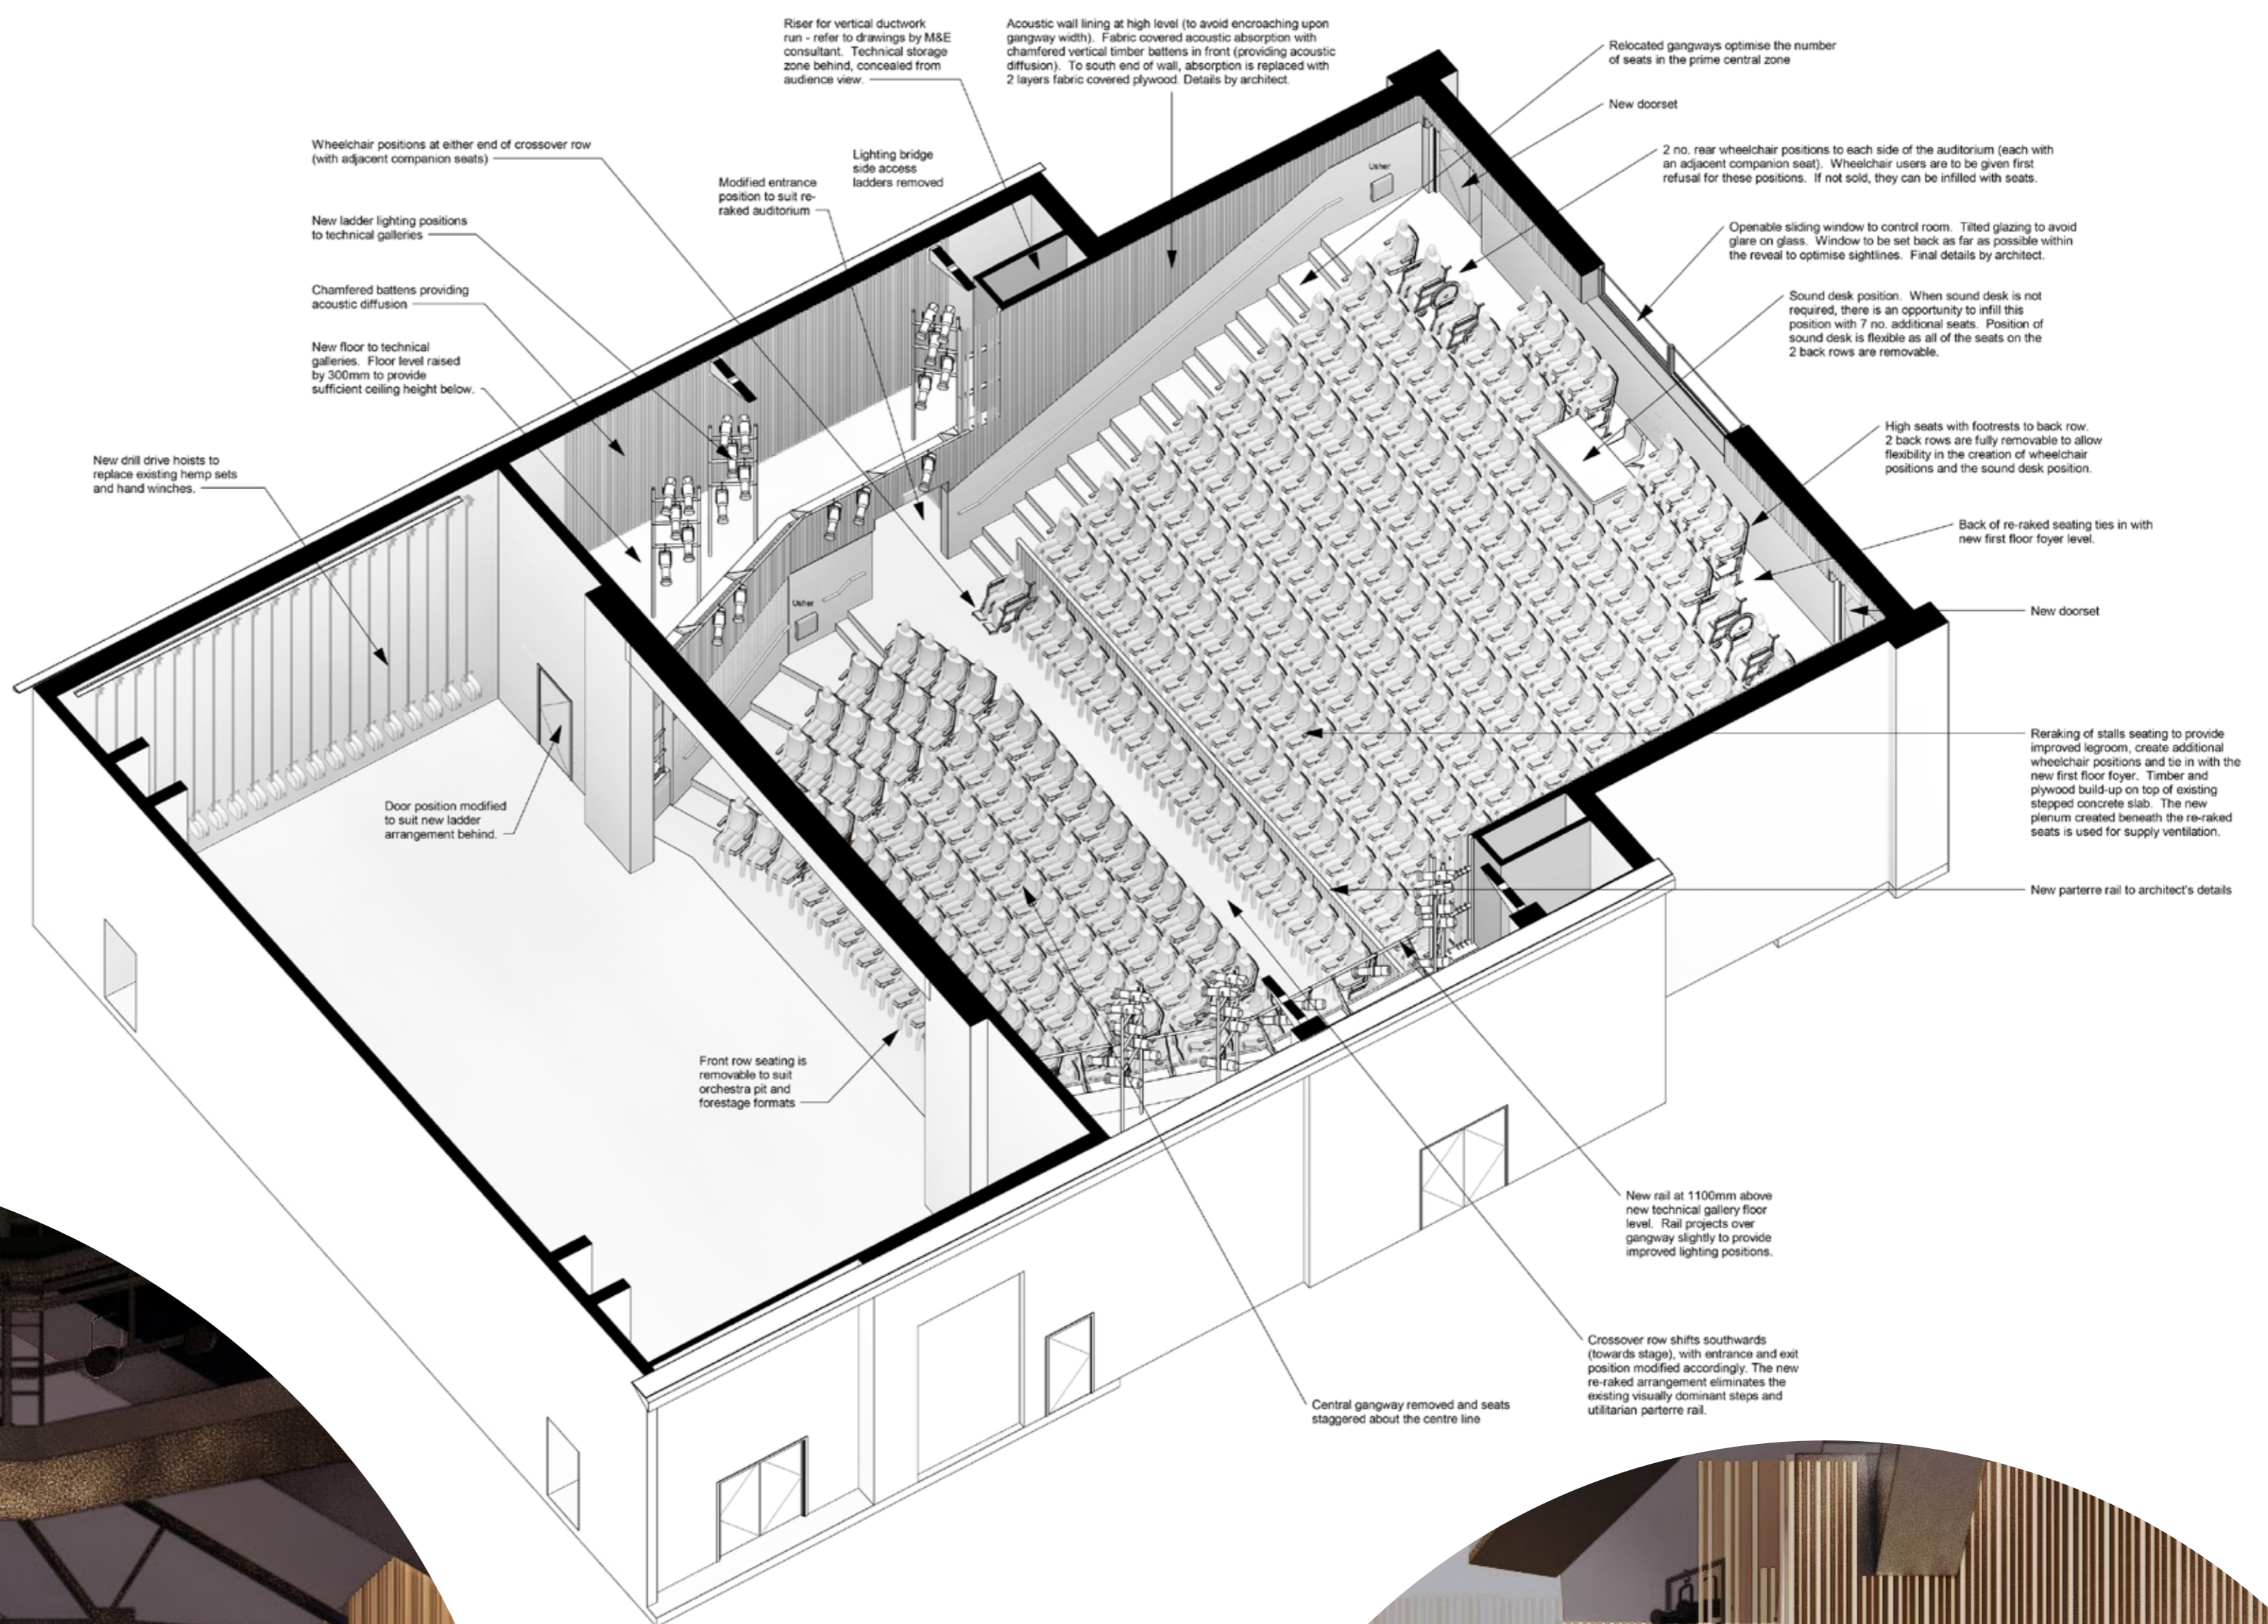 Riser for vertical ductwork
run - refer to drawings by M&E
consultant. Technical storage
zone behind, concealed from
audience view.
Acoustic wall lining at high level (to avoid encroaching upon
gangway width). Fabric covered acoustic absorption with
chamfered vertical timber battens in front (providing acoustic
diffusion). To south end of wall, absorption is replaced with
2 layers fabric covered plywood. Details by architect.
Relocated gangways optimise the number
of seats in the prime central zone
New doorset
Wheelchair positions at either end of crossover row
(with adjacent companion seats)
Lighting bridge
side access
ladders removed
Modified entrance
position to suit re-
raked auditorium
2 no. rear wheelchair positions to each side of the auditorium (each with
an adjacent companion seat). Wheelchair users are to be given first
refusal for these positions. If not sold, they can be infilled with seats.
Usher
New ladder lighting positions
to technical galleries
Openable sliding window to control room. Tilted glazing to avoid
glare on glass. Window to be set back as far as possible within
the reveal to optimise sightlines. Final details by architect.
Chamfered battens providing
acoustic diffusion
Sound desk position. When sound desk is not
required, there is an opportunity to infill this
position with 7 no. additional seats. Position of
sound desk is flexible as all of the seats on the
2 back rows are removable.
New floor to technical
galleries. Floor level raised
by 300mm to provide
sufficient ceiling height below.
High seats with footrests to back row.
2 back rows are fully removable to allow
flexibility in the creation of wheelchair
positions and the sound desk position.
New drill drive hoists to
replace existing hemp sets
and hand winches.
Back of re-raked seating ties in with
new first floor foyer level.
Usher
New doorset
Reraking of stalls seating to provide
improved legroom, create additional
wheelchair positions and tie in with the
new first floor foyer. Timber and
plywood build-up on top of existing
stepped concrete slab. The new
plenum created beneath the re-raked
seats is used for supply ventilation.
Door position modified
to suit new ladder
arrangement behind.
New parterre rail to architect's details
Front row seating is
removable to suit
orchestra pit and
forestage formats
New rail at 1100mm above
new technical gallery floor
level. Rail projects over
gangway slightly to provide
improved lighting positions.
Crossover row shifts southwards
(towards stage), with entrance and exit
position modified accordingly. The new
re-raked arrangement eliminates the
existing visually dominant steps and
utilitarian parterre rail.
Central gangway removed and seats
staggered about the centre line